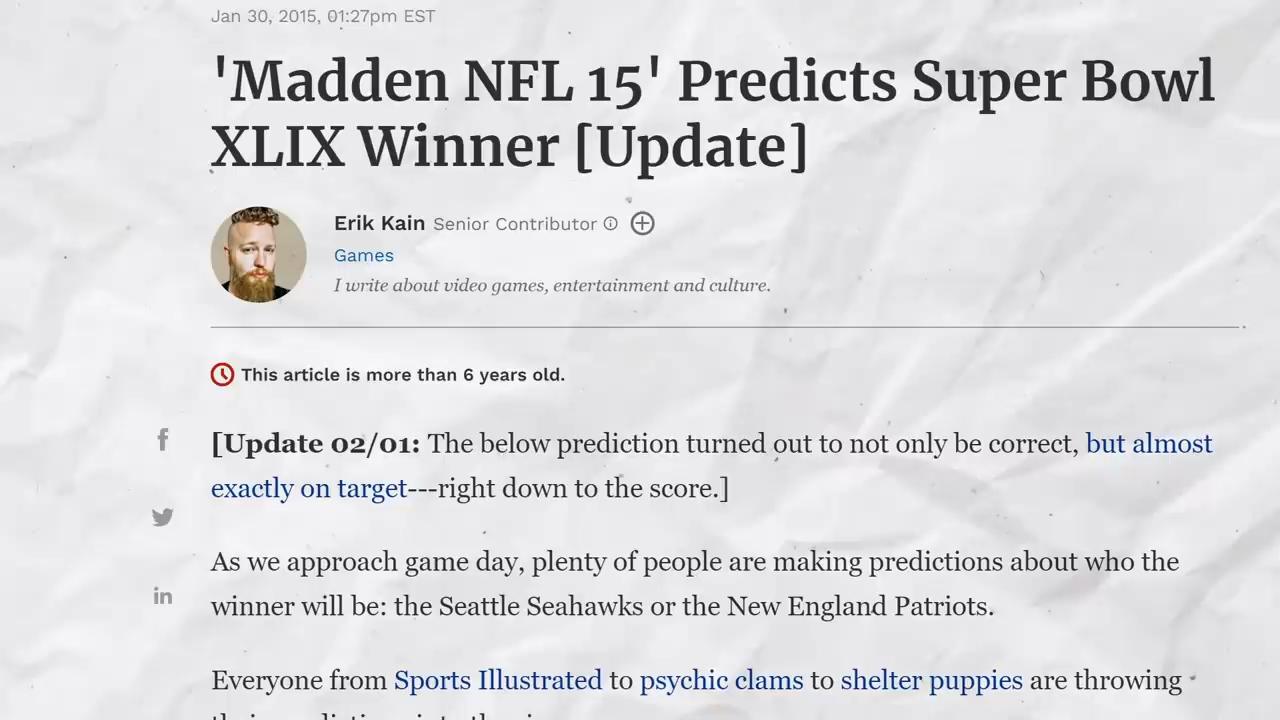 Jan 30, 2015, 01:27pm EST
'Madden NFL 15' Predicts Super Bowl
XLIX Winner [Update]
Erik Kain Senior Contributor
Games
I write about video games, entertainment and culture.
This article is more than 6 years old.
[Update 02/01: The below prediction turned out to not only be correct, but almost
exactly on target---right down to the score.]
As we approach game day, plenty of people are making predictions about who the
winner will be: the Seattle Seahawks or the New England Patriots.
Everyone from Sports Illustrated to psychic clams to shelter puppies are throwing